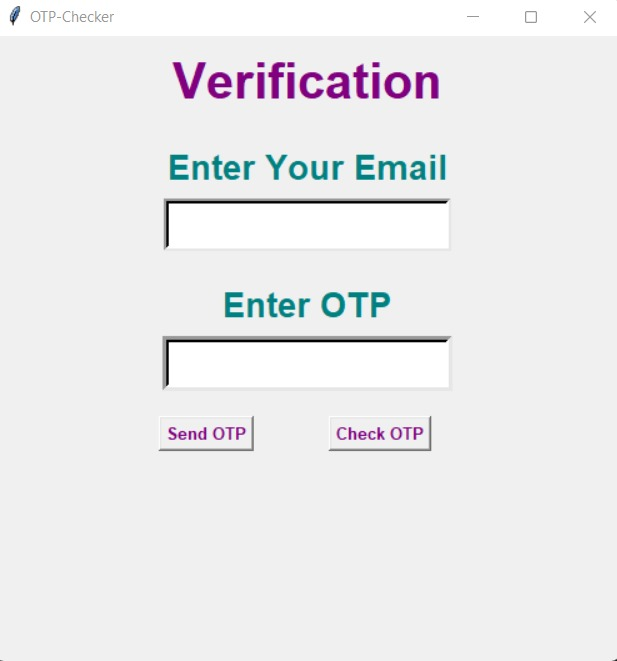 OTP-Checker
Verification
Enter Your Email
Enter OTP
Send OTP Check OTP